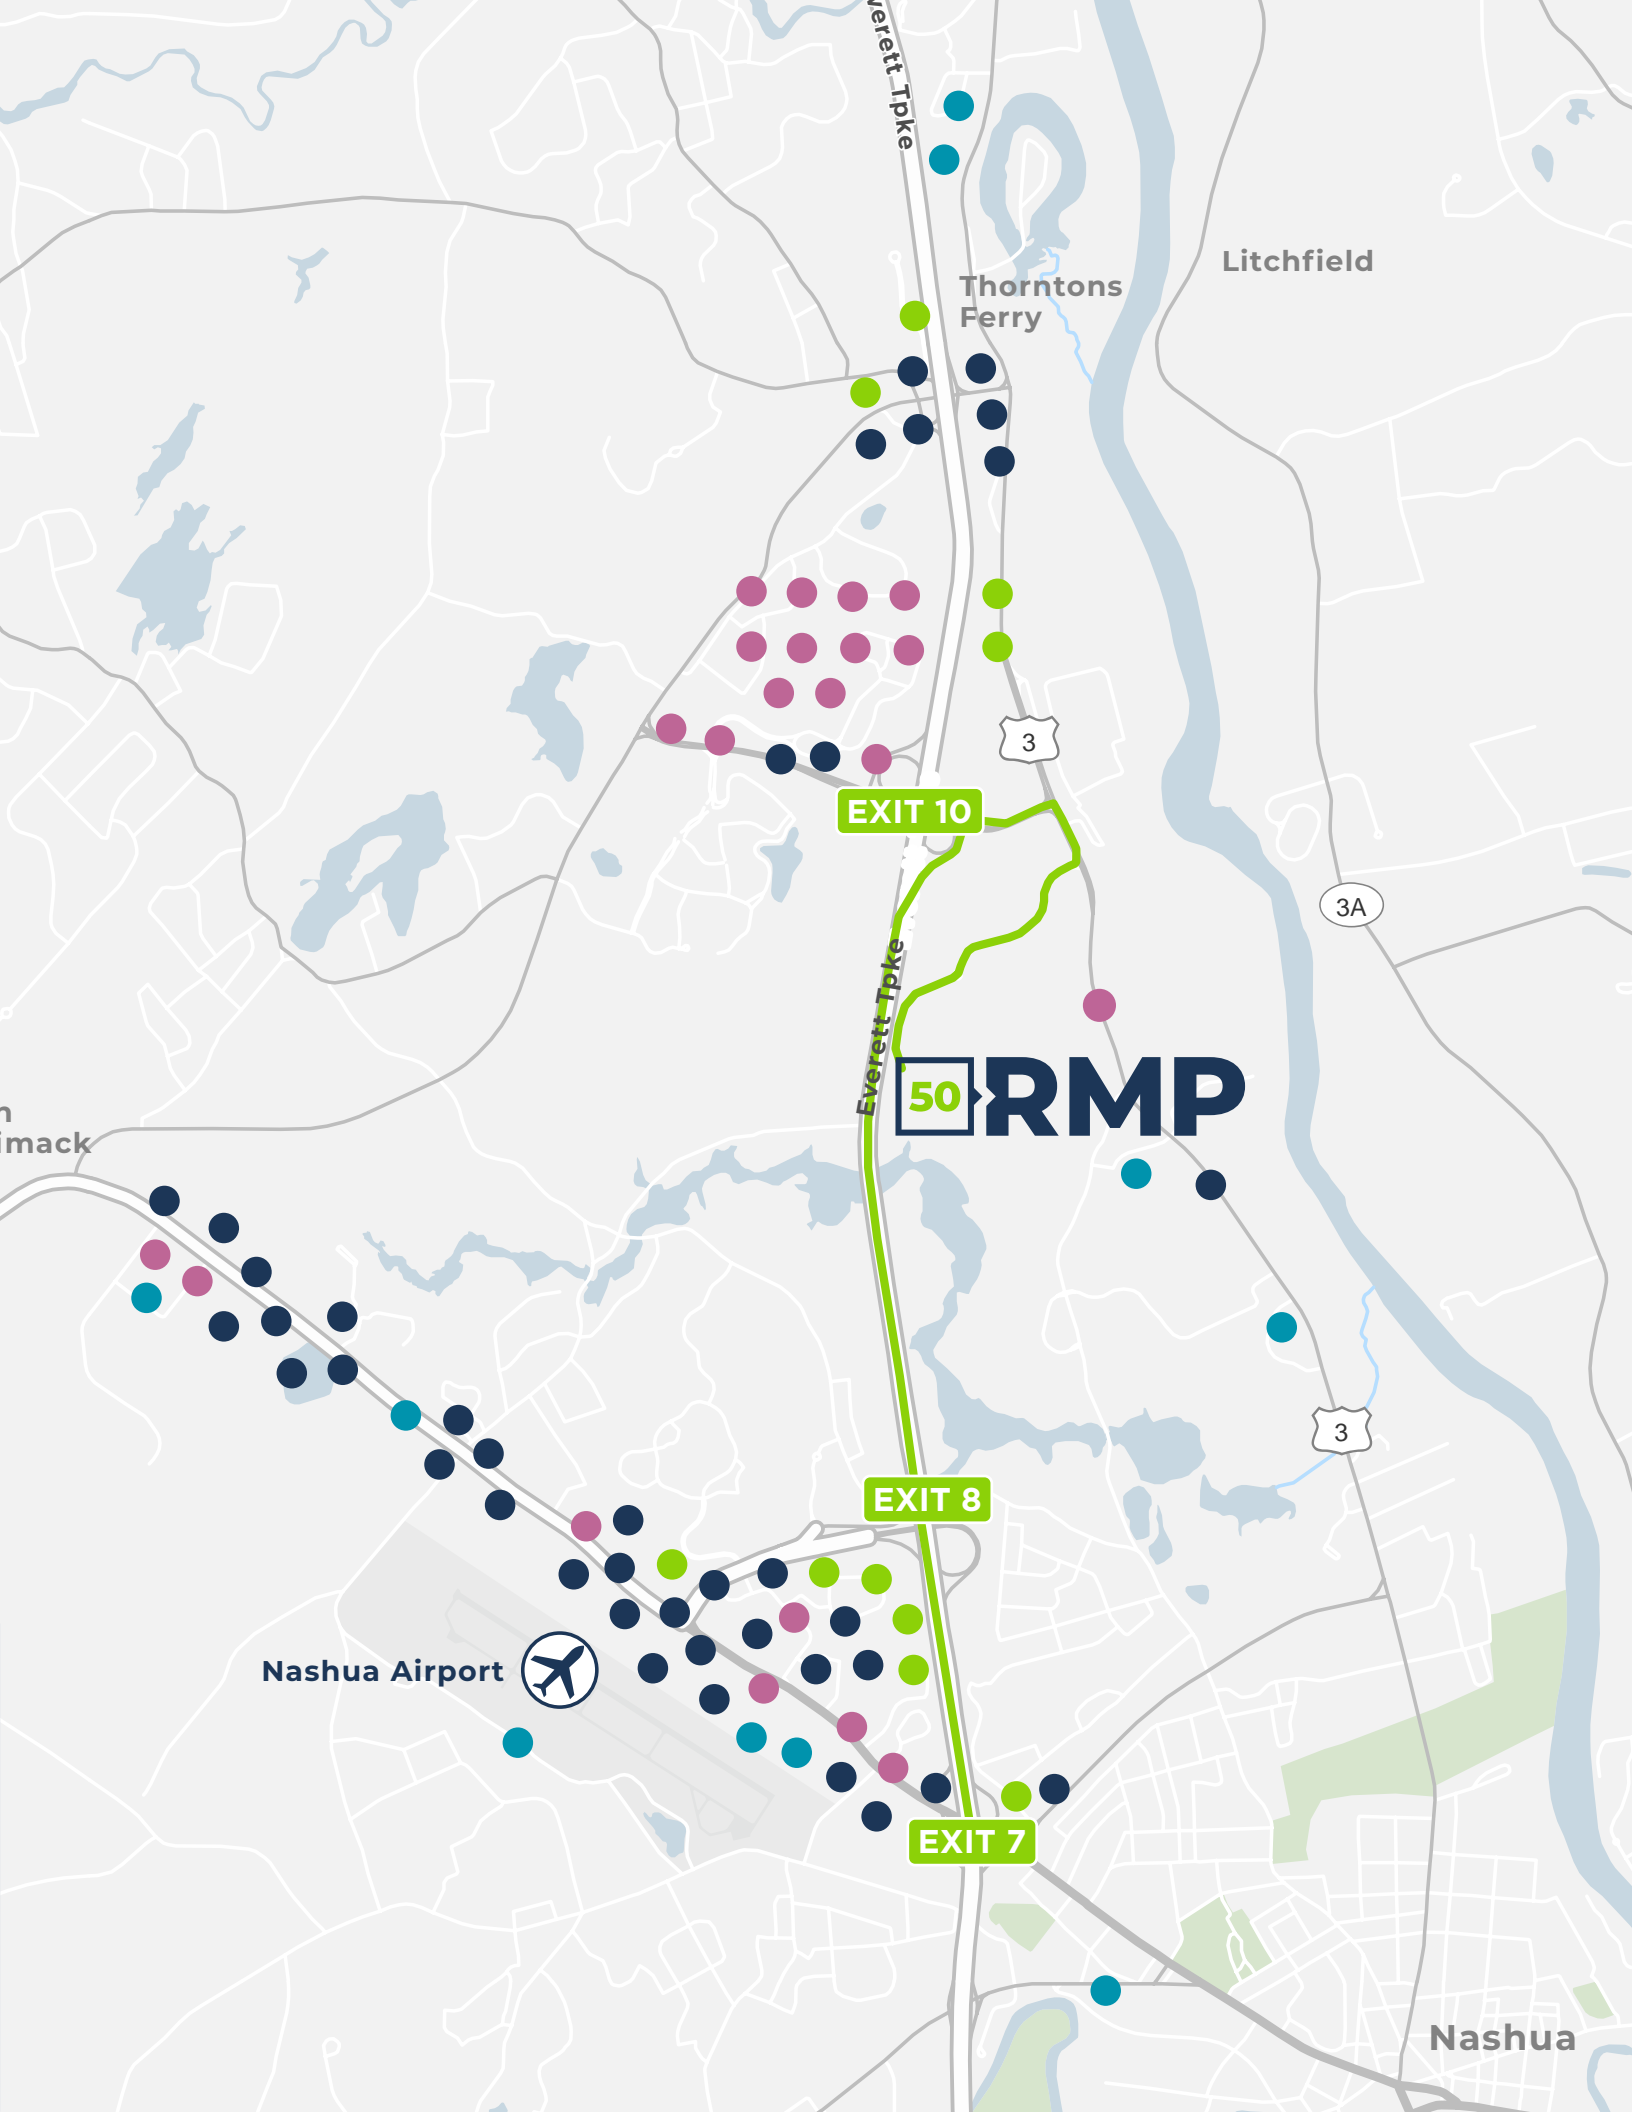 verett Tpke
Litchfield
Thorntons
Ferry
3
EXIT 10
3A
Everett Tpke
50 RMP
n
imack
3
EXIT 8
Nashua Airport
EXIT 7
Nashua